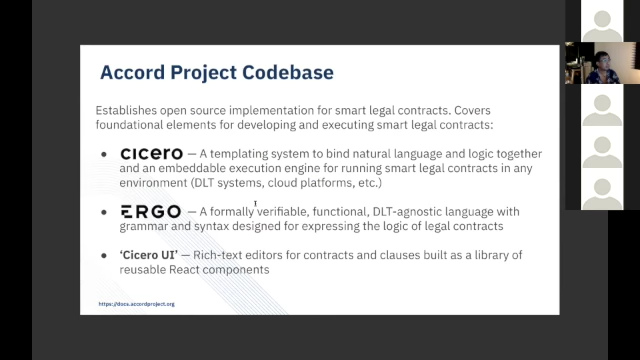 Accord Project Codebase
Establishes open source implementation for smart legal contracts. Covers
foundational elements for developing and executing smart legal contracts:
• CICERO — A templating system to bind natural language and logic together
and an embeddable execution engine for running smart legal contracts in any
environment (DLT systems, cloud platforms, etc.)
• ERGO — A formally verifiable, functional, DLT-agnostic language with
grammar and syntax designed for expressing the logic of legal contracts
• ‘Cicero UI’ — Rich-text editors for contracts and clauses built as a library of
reusable React components
https://docs.accordproject.org